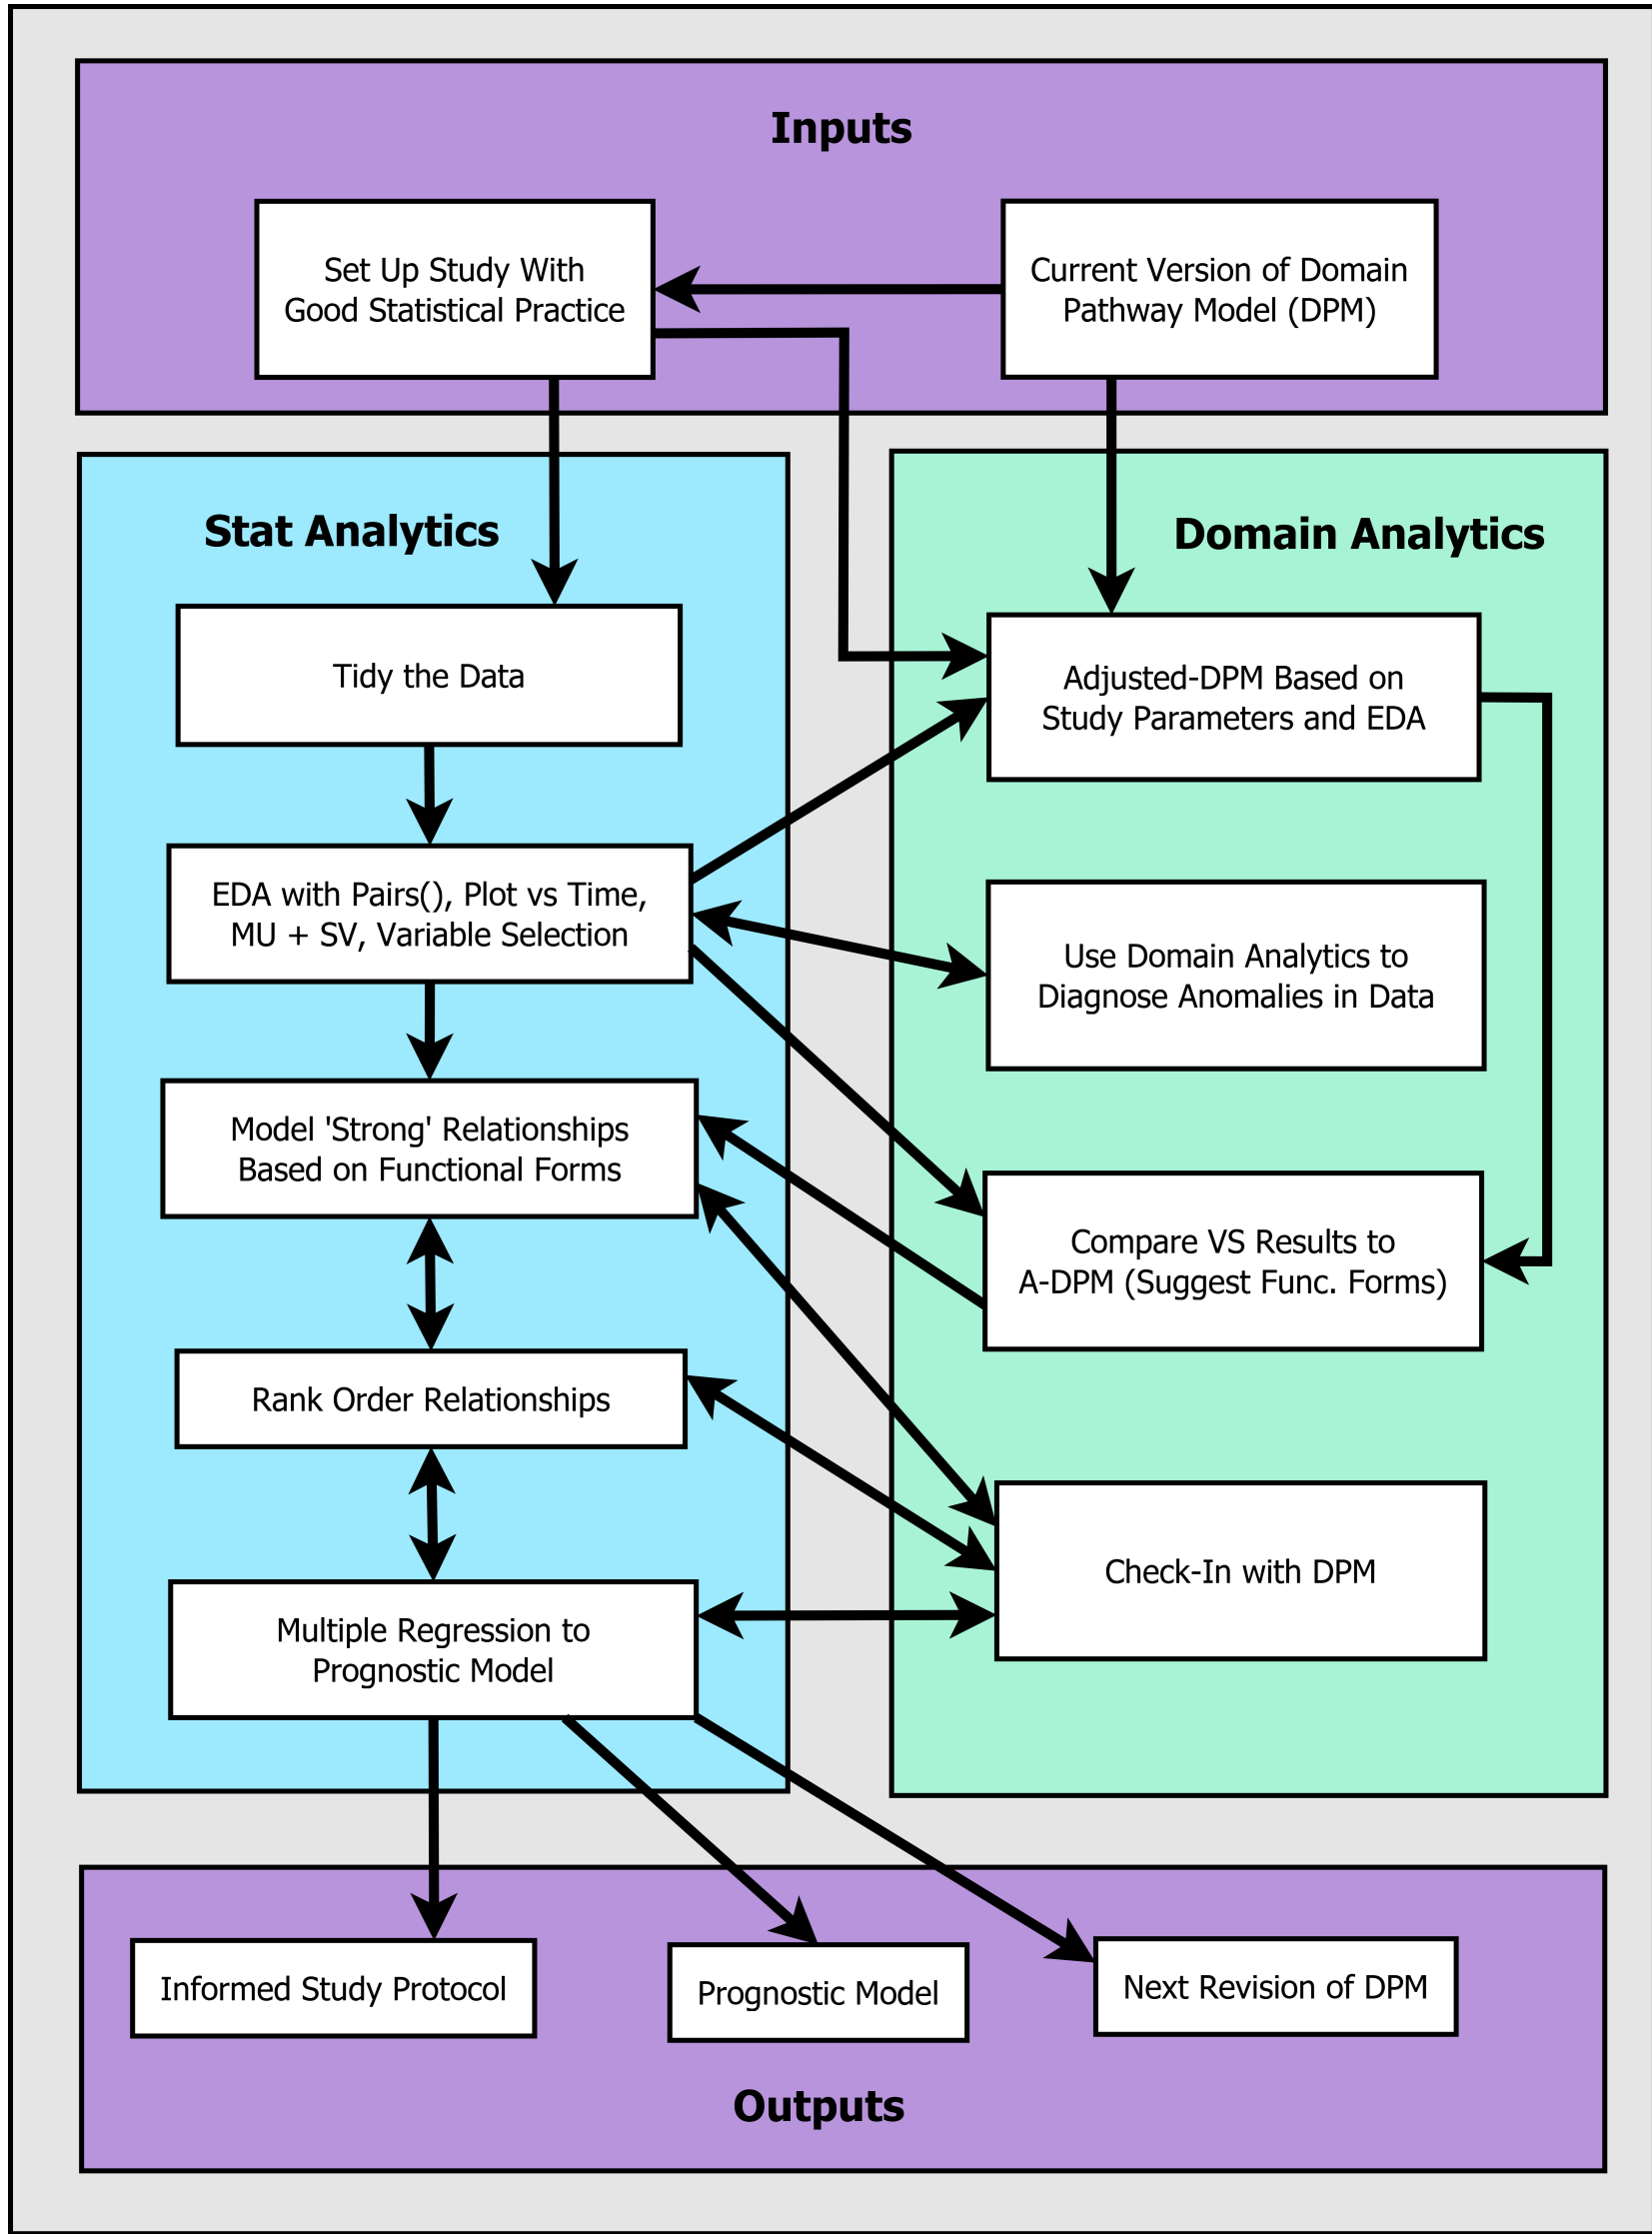 Inputs
Set Up Study With
Good Statistical Practice
Current Version of Domain
Pathway Model (DPM)
Stat Analytics
Tidy the Data
EDA with Pairs(), Plot vs Time,
MU + SV, Variable Selection
Model 'Strong' Relationships
Based on Functional Forms
Rank Order Relationships
Multiple Regression to
Prognostic Model
Domain Analytics
Adjusted-DPM Based on
Study Parameters and EDA
Use Domain Analytics to
Diagnose Anomalies in Data
Compare VS Results to
A-DPM (Suggest Func. Forms)
Check-In with DPM
Informed Study Protocol
Prognostic Model
Next Revision of DPM
Outputs